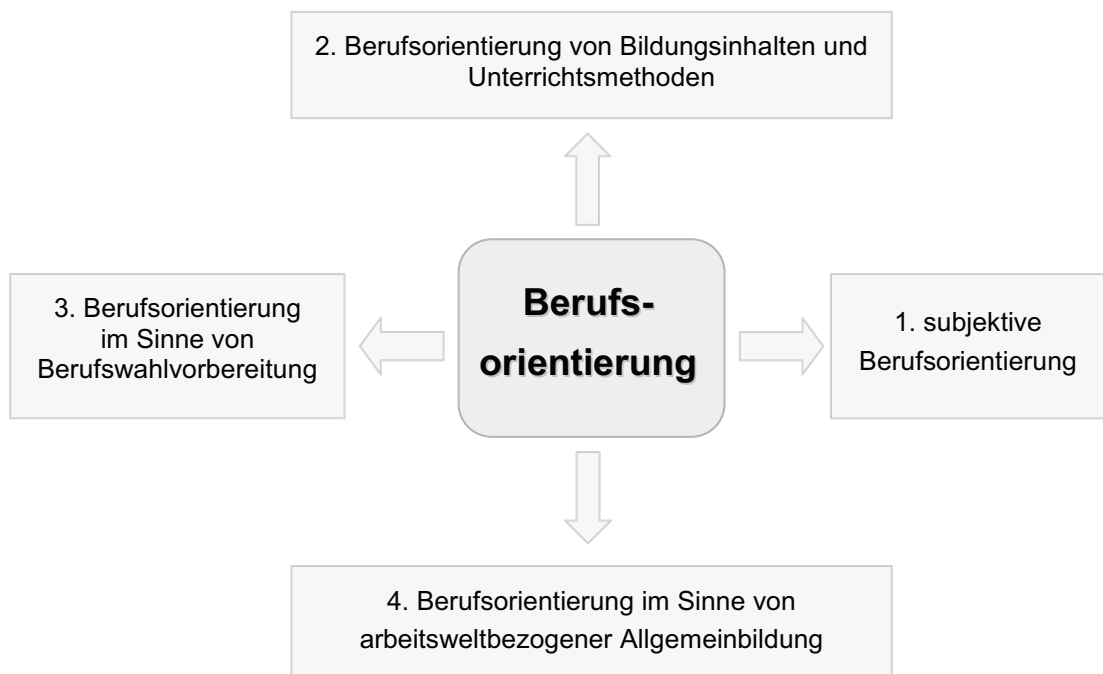 2. Berufsorientierung von Bildungsinhalten und
Unterrichtsmethoden
3. Berufsorientierung
im Sinne von
Berufswahlvorbereitung
Berufs-
orientierung
1. subjektive
Berufsorientierung
4. Berufsorientierung im Sinne von
arbeitsweltbezogener Allgemeinbildung